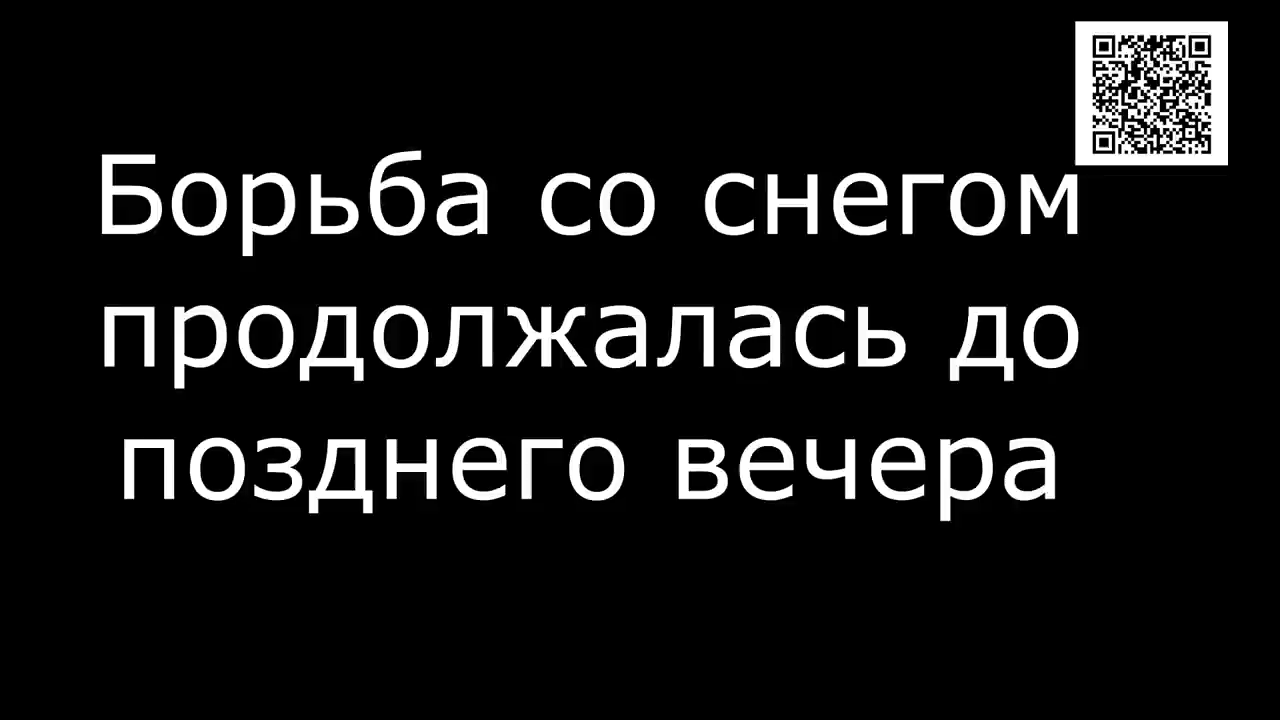 Борьба со снегом
продолжалась до
позднего вечера